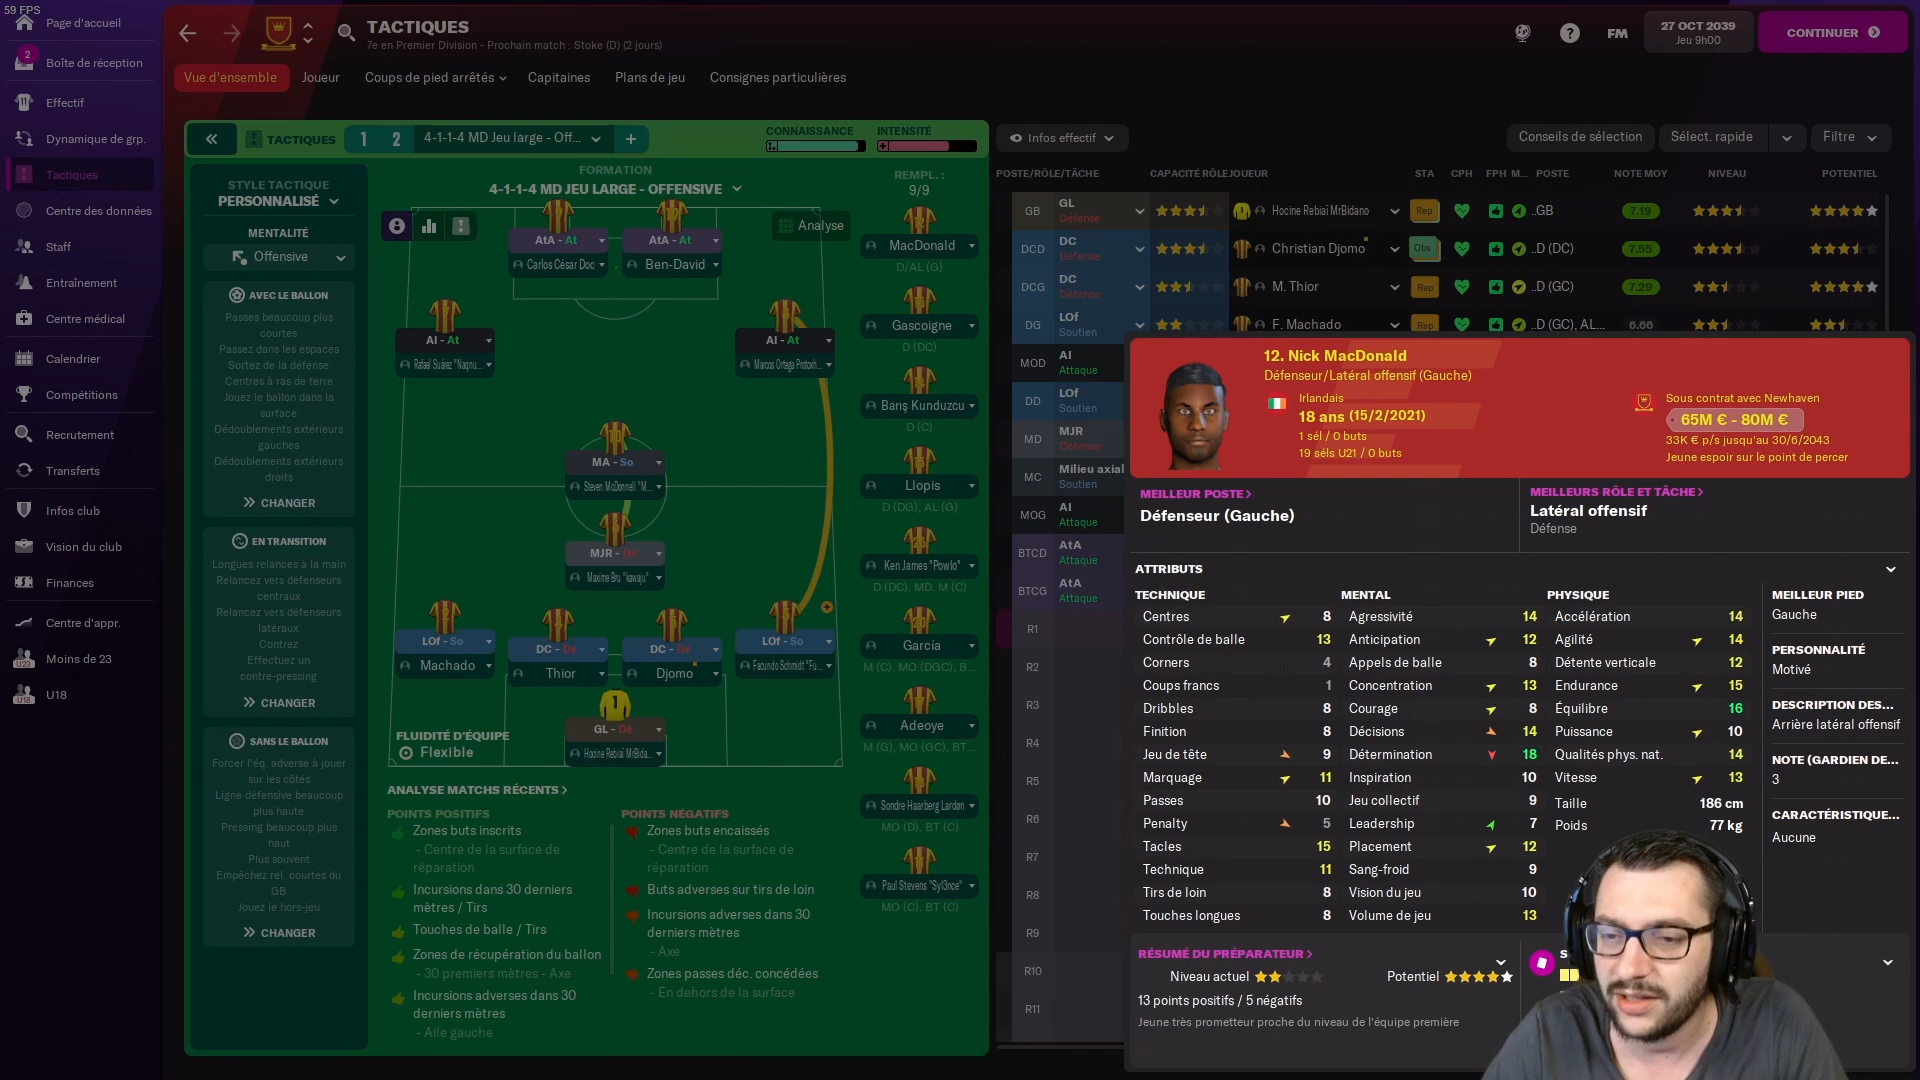 59 FPS
Page d'accueil
2
Boîte de réception
Effectif
Dynamique de grp.
Tactiques
Centre des données
Staff
Entraînement
Centre médical
Calendrier
Compétitions
Recrutement
Transferts
Infos club
Vision du club
Finances
Centre d'appr.
Moins de 23
U18
TACTIQUES
7e en Premier Division - Prochain match : Stoke (D) (2 jours)
FM
27 OCT 2039
Jeu 9h00
CONTINUER
Vue d'ensemble
Joueur
Coups de pied arrêtés
Capitaines
Plans de jeu
Consignes particulières
TACTIQUES
1
2
4-1-1-4 MD Jeu large - Off...
+
CONNAISSANCE
INTENSITÉ
STYLE TACTIQUE
PERSONNALISÉ
MENTALITÉ
Offensive
AVEC LE BALLON
Passes beaucoup plus
courtes
Passez dans les espaces
Sortez de la défense
Centres à ras de terre
Jouez le ballon dans la
surface
Dédoublements extérieurs
gauches
Dédoublements extérieurs
droits
CHANGER
EN TRANSITION
Longues relances à la main
Relancez vers défenseurs
centraux
Relancez vers défenseurs
latéraux
Contrez
Effectuez un
contre-pressing
CHANGER
SANS LE BALLON
Forcer l'éq. adverse à jouer
sur les côtés
Ligne défensive beaucoup
plus haute
Pressing beaucoup plus
haut
Plus souvent
Empêchez rel. courtes du
GB
Jouez le hors-jeu
CHANGER
FORMATION
4-1-1-4 MD JEU LARGE - OFFENSIVE
Analyse
AtA - At
Carlos César Doc
AtA - At
Ben-David
AI - At
Rafael Suárez "Naqnu...
AI - At
Marcos Ortega Protoxh...
MA - So
Steven McDonnell "M...
MJR - Dé
Maxime Bru "kawaju"
LOf - So
Machado
DC - Dé
Thior
DC - Dé
Djomo
LOf - So
Facundo Schmidt "Fu...
GL - Dé
Hocine Rebiaï MrBida...
FLUIDITÉ D'ÉQUIPE
Flexible
REMPL. :
9/9
MacDonald
D/AL (G)
Gascoigne
D (DC)
Barış Kunduzcu
D (C)
Llopis
D (DG), AL (G)
Ken James "Powlo"
D (DC), MD, M (C)
García
M (C), MO (DGC), B...
Adeoye
M (G), MO (GC), BT...
Sondre Haarberg Lardon
MO (D), BT (C)
Paul Stevens "Syl3nce"
MO (C), BT (C)
ANALYSE MATCHS RÉCENTS
POINTS POSITIFS
Zones buts inscrits
- Centre de la surface de
réparation
Incursions dans 30 derniers
mètres / Tirs
Touches de balle / Tirs
Zones de récupération du ballon
- 30 premiers mètres - Axe
Incursions adverses dans 30
derniers mètres
- Aile gauche
POINTS NÉGATIFS
Zones buts encaissés
- Centre de la surface de
réparation
Buts adverses sur tirs de loin
Incursions adverses dans 30
derniers mètres
- Axe
Zones passes déc. concédées
- En dehors de la surface
Infos effectif
Conseils de sélection
Sélect. rapide
Filtre
POSTE/RÔLE/TÂCHE
CAPACITÉ RÔLE
JOUEUR
STA
CPH
FPH
M...
POSTE
NOTE MOY
NIVEAU
POTENTIEL
GB
GL
Défense
Hocine Rebiaï MrBidano
Rep
..GB
7.19
DCD
DC
Défense
Christian Djomo
Obs
..D (DC)
7.55
DCG
DC
Défense
M. Thior
Rep
..D (GC)
7.29
DG
LOf
Soutien
F. Machado
Rep
..D (GC), AL...
6.66
MOD
AI
Attaque
DD
LOf
Soutien
MD
MJR
Défense
MC
Milieu axial
Soutien
MOG
AI
Attaque
BTCD
AtA
Attaque
BTCG
AtA
Attaque
R1
R2
R3
R4
R5
R6
R7
R8
R9
R10
R11
12. Nick MacDonald
Défenseur/Latéral offensif (Gauche)
Irlandais
18 ans (15/2/2021)
1 sél / 0 buts
19 séls U21 / 0 buts
Sous contrat avec Newhaven
65M € - 80M €
33K € p/s jusqu'au 30/6/2043
Jeune espoir sur le point de percer
MEILLEUR POSTE
Défenseur (Gauche)
MEILLEURS RÔLE ET TÂCHE
Latéral offensif
Défense
ATTRIBUTS
TECHNIQUE
Centres 8
Contrôle de balle 13
Corners 4
Coups francs 1
Dribbles 8
Finition 8
Jeu de tête 9
Marquage 11
Passes 10
Penalty 5
Tacles 15
Technique 11
Tirs de loin 8
Touches longues 8
MENTAL
Agressivité 14
Anticipation 12
Appels de balle 8
Concentration 13
Courage 8
Décisions 14
Détermination 18
Inspiration 10
Jeu collectif 9
Leadership 7
Placement 12
Sang-froid 9
Vision du jeu 10
Volume de jeu 13
PHYSIQUE
Accélération 14
Agilité 14
Détente verticale 12
Endurance 15
Équilibre 16
Puissance 10
Qualités phys. nat. 14
Vitesse 13
Taille 186 cm
Poids 77 kg
MEILLEUR PIED
Gauche
PERSONNALITÉ
Motivé
DESCRIPTION DES...
Arrière latéral offensif
NOTE (GARDIEN DE...
3
CARACTÉRISTIQUE...
Aucune
RÉSUMÉ DU PRÉPARATEUR
Niveau actuel
Potentiel
13 points positifs / 5 négatifs
Jeune très prometteur proche du niveau de l'équipe première